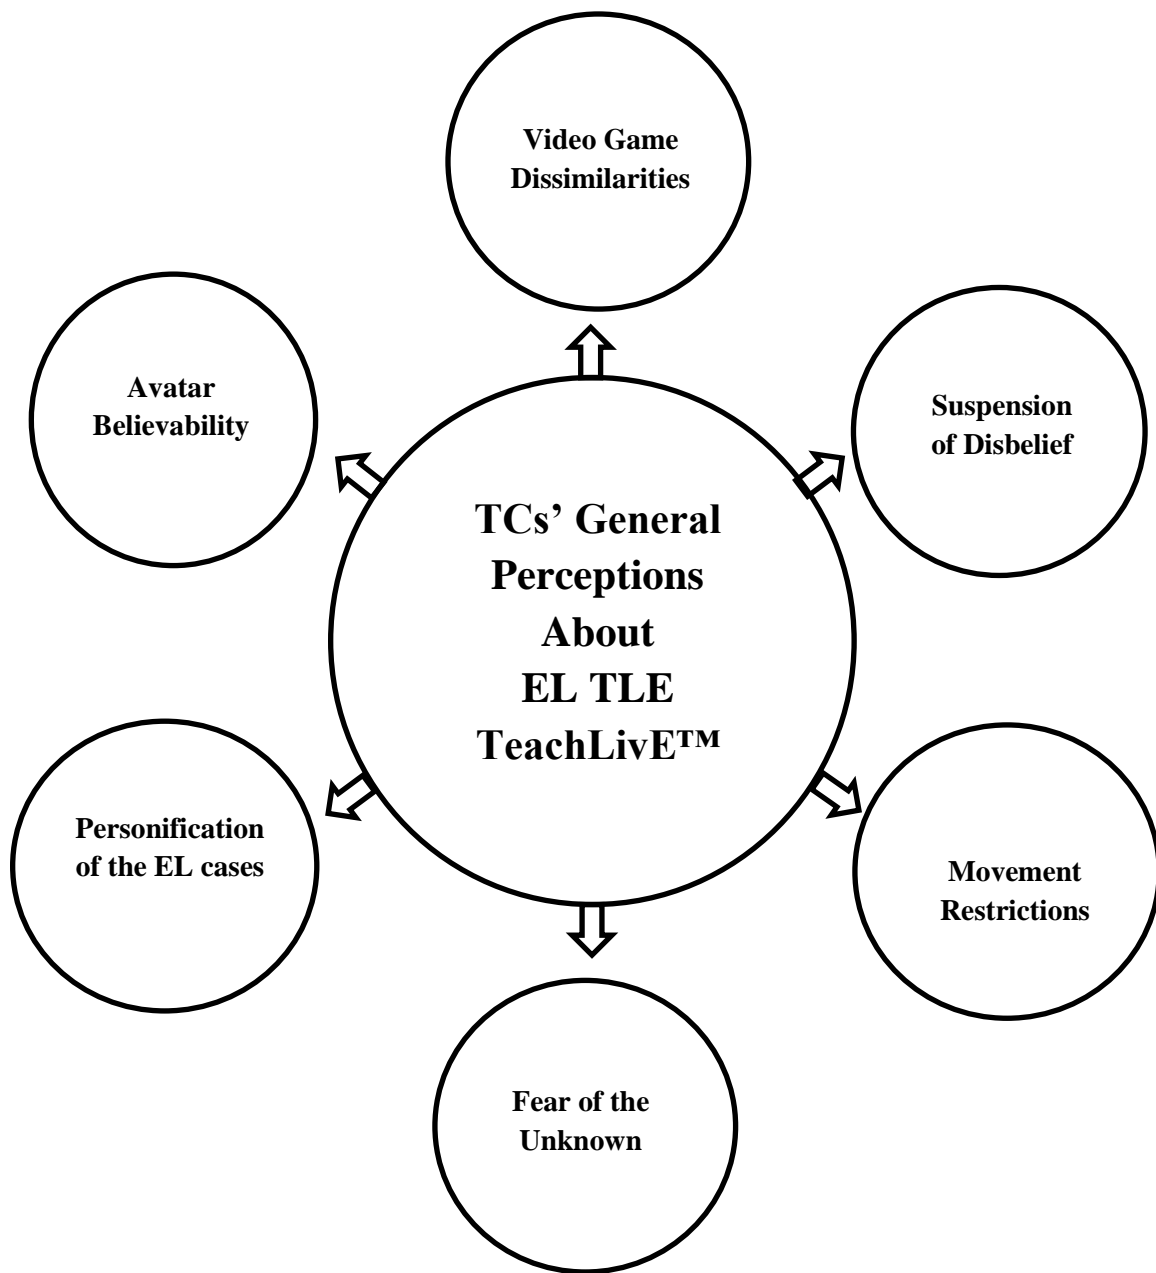 Video Game
Dissimilarities
Avatar
Believability
Suspension
of Disbelief
TCs’ General
Perceptions
About
EL TLE
TeachLivE™
Personification
of the EL cases
Movement
Restrictions
Fear of the
Unknown